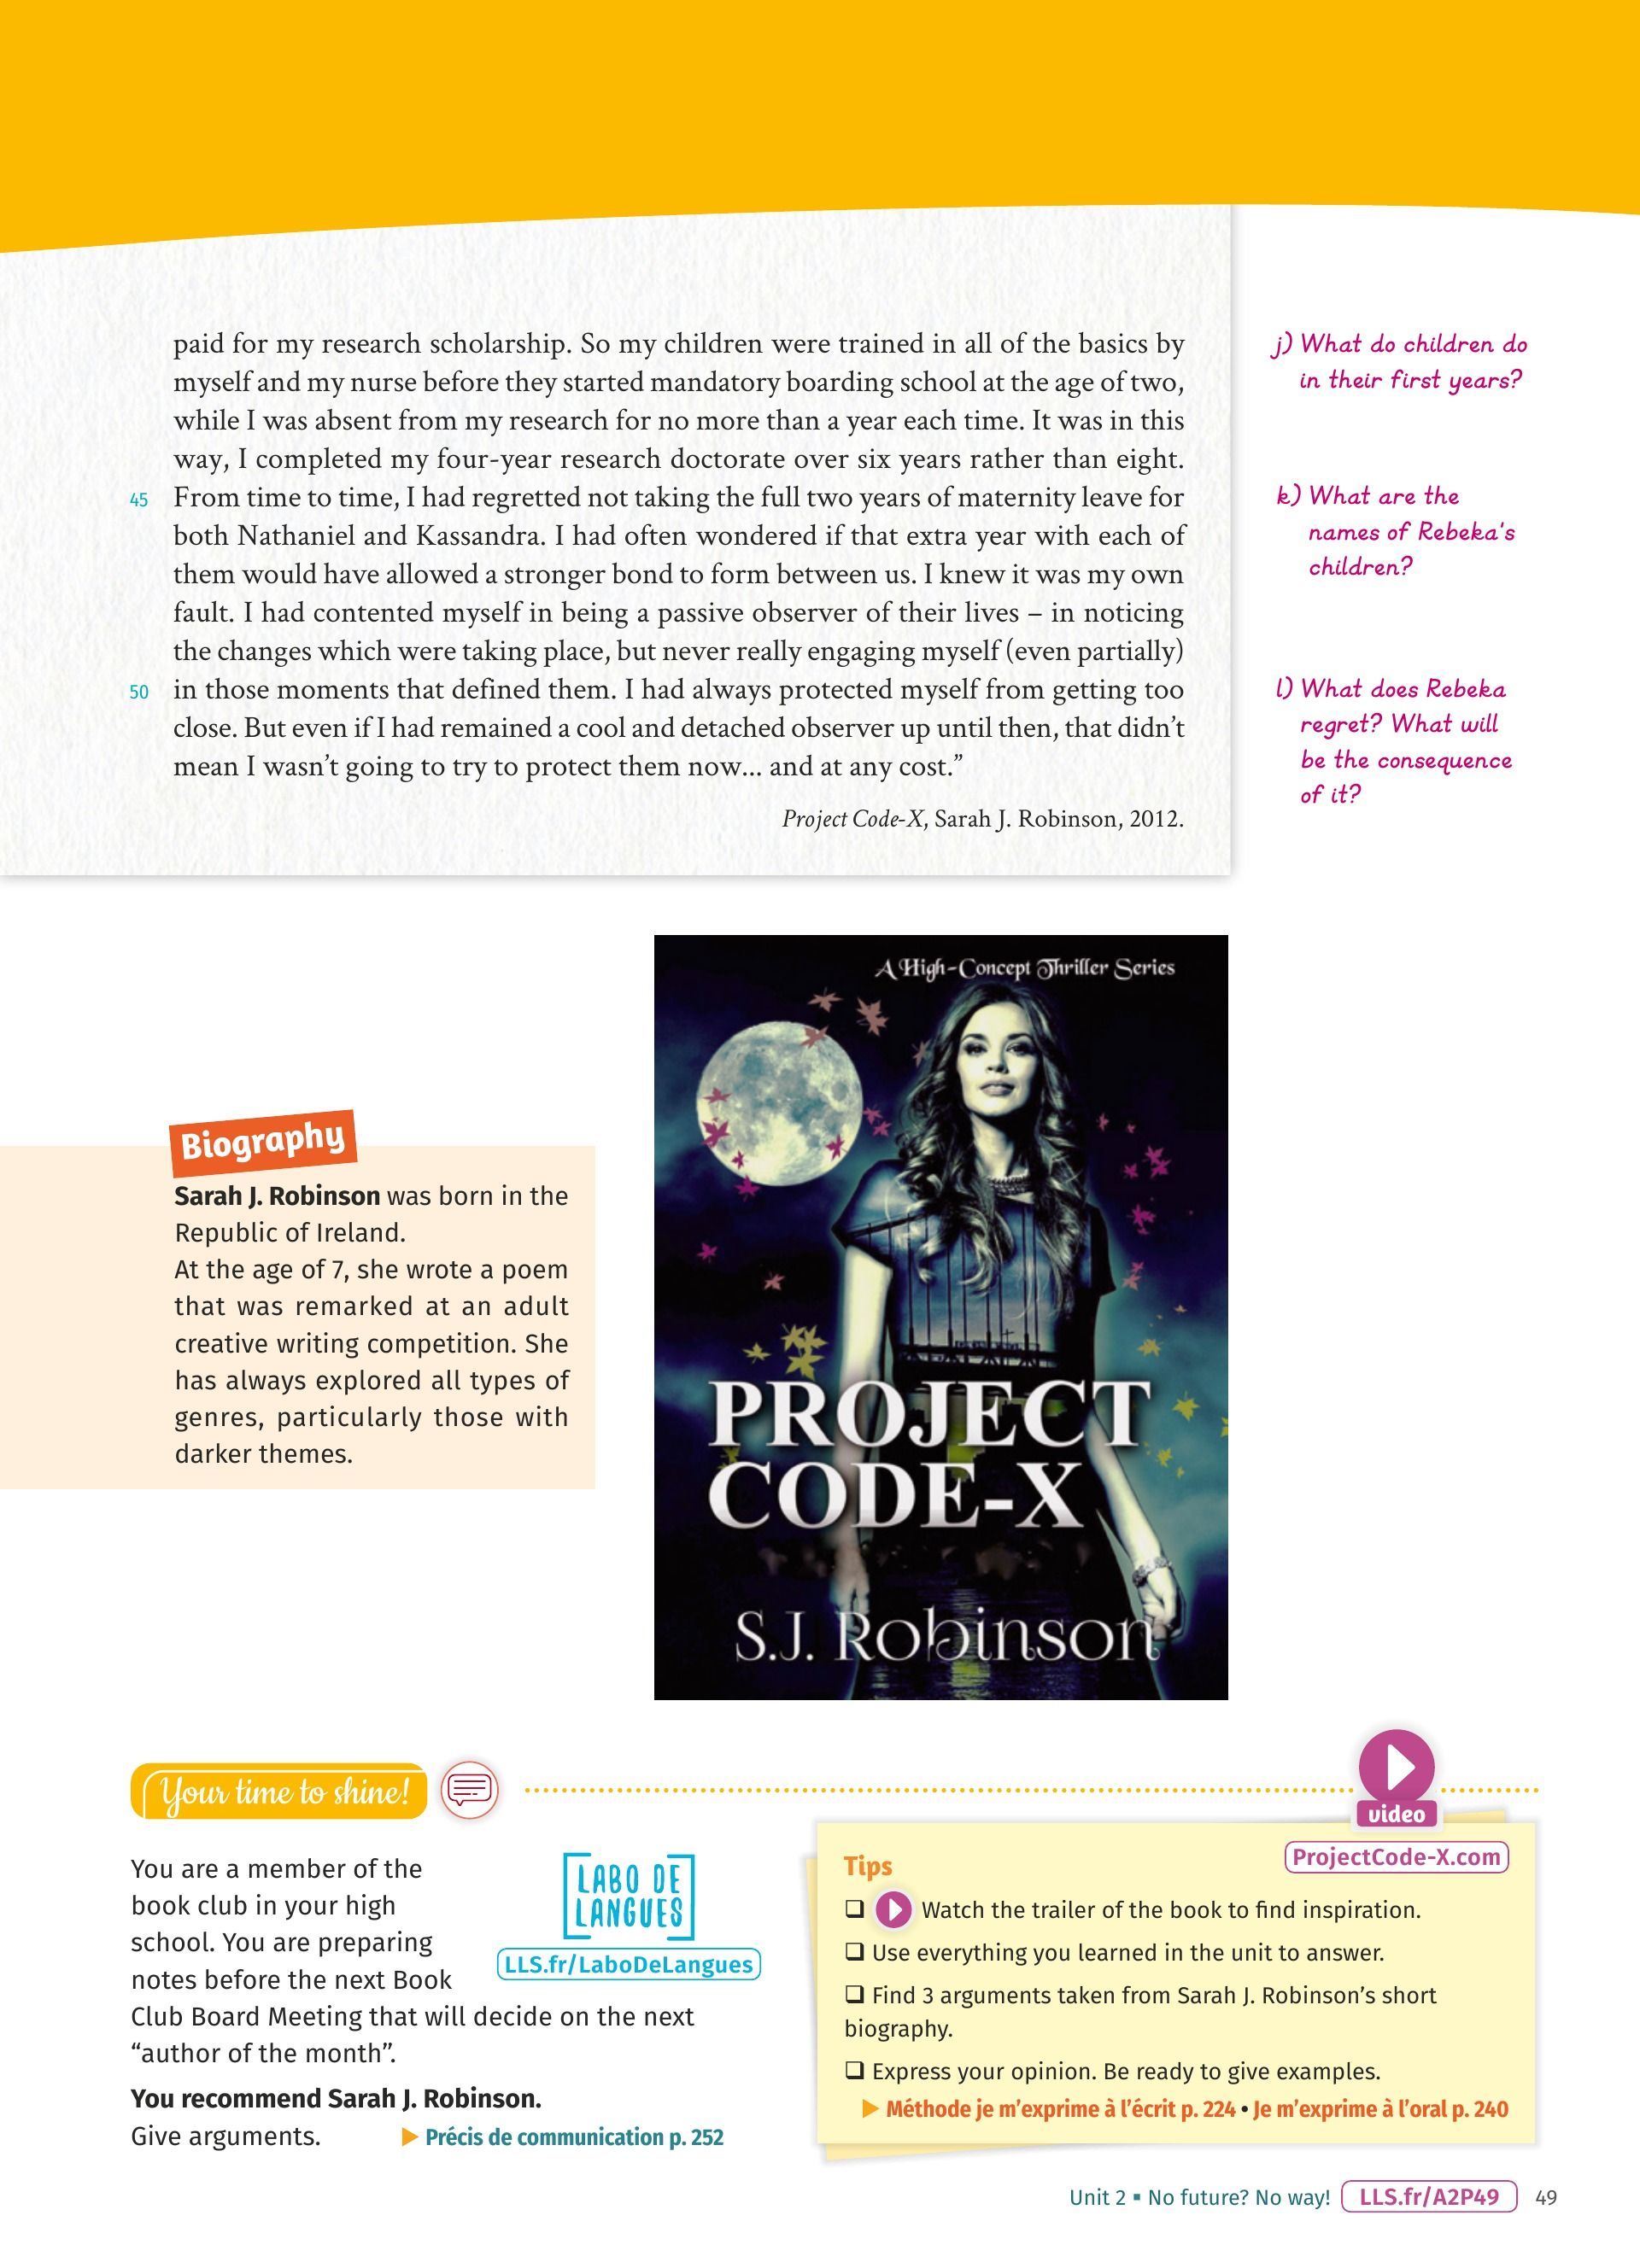 paid for my research scholarship. So my children were trained in all of the basics by
myself and my nurse before they started mandatory boarding school at the age of two,
while I was absent from my research for no more than a year each time. It was in this
way, I completed my four-year research doctorate over six years rather than eight.
45 From time to time, I had regretted not taking the full two years of maternity leave for
both Nathaniel and Kassandra. I had often wondered if that extra year with each of
them would have allowed a stronger bond to form between us. I knew it was my own
fault. I had contented myself in being a passive observer of their lives – in noticing
the changes which were taking place, but never really engaging myself (even partially)
50 in those moments that defined them. I had always protected myself from getting too
close. But even if I had remained a cool and detached observer up until then, that didn’t
mean I wasn’t going to try to protect them now... and at any cost.”
Project Code-X, Sarah J. Robinson, 2012.
j) What do children do
in their first years?
k) What are the
names of Rebeka's
children?
l) What does Rebeka
regret? What will
be the consequence
of it?
Biography
Sarah J. Robinson was born in the
Republic of Ireland.
At the age of 7, she wrote a poem
that was remarked at an adult
creative writing competition. She
has always explored all types of
genres, particularly those with
darker themes.
A High-Concept Thriller Series
PROJECT
CODE-X
S.J. Robinson
Your time to shine!
You are a member of the
book club in your high
school. You are preparing
notes before the next Book
Club Board Meeting that will decide on the next
“author of the month”.
You recommend Sarah J. Robinson.
Give arguments.
▶ Précis de communication p. 252
LABO DE
LANGUES
LLS.fr/LaboDeLangues
video
ProjectCode-X.com
Tips
❑ Watch the trailer of the book to find inspiration.
❑ Use everything you learned in the unit to answer.
❑ Find 3 arguments taken from Sarah J. Robinson’s short
biography.
❑ Express your opinion. Be ready to give examples.
▶ Méthode je m’exprime à l’écrit p. 224 • Je m’exprime à l’oral p. 240
Unit 2 ▪ No future? No way! LLS.fr/A2P49 49